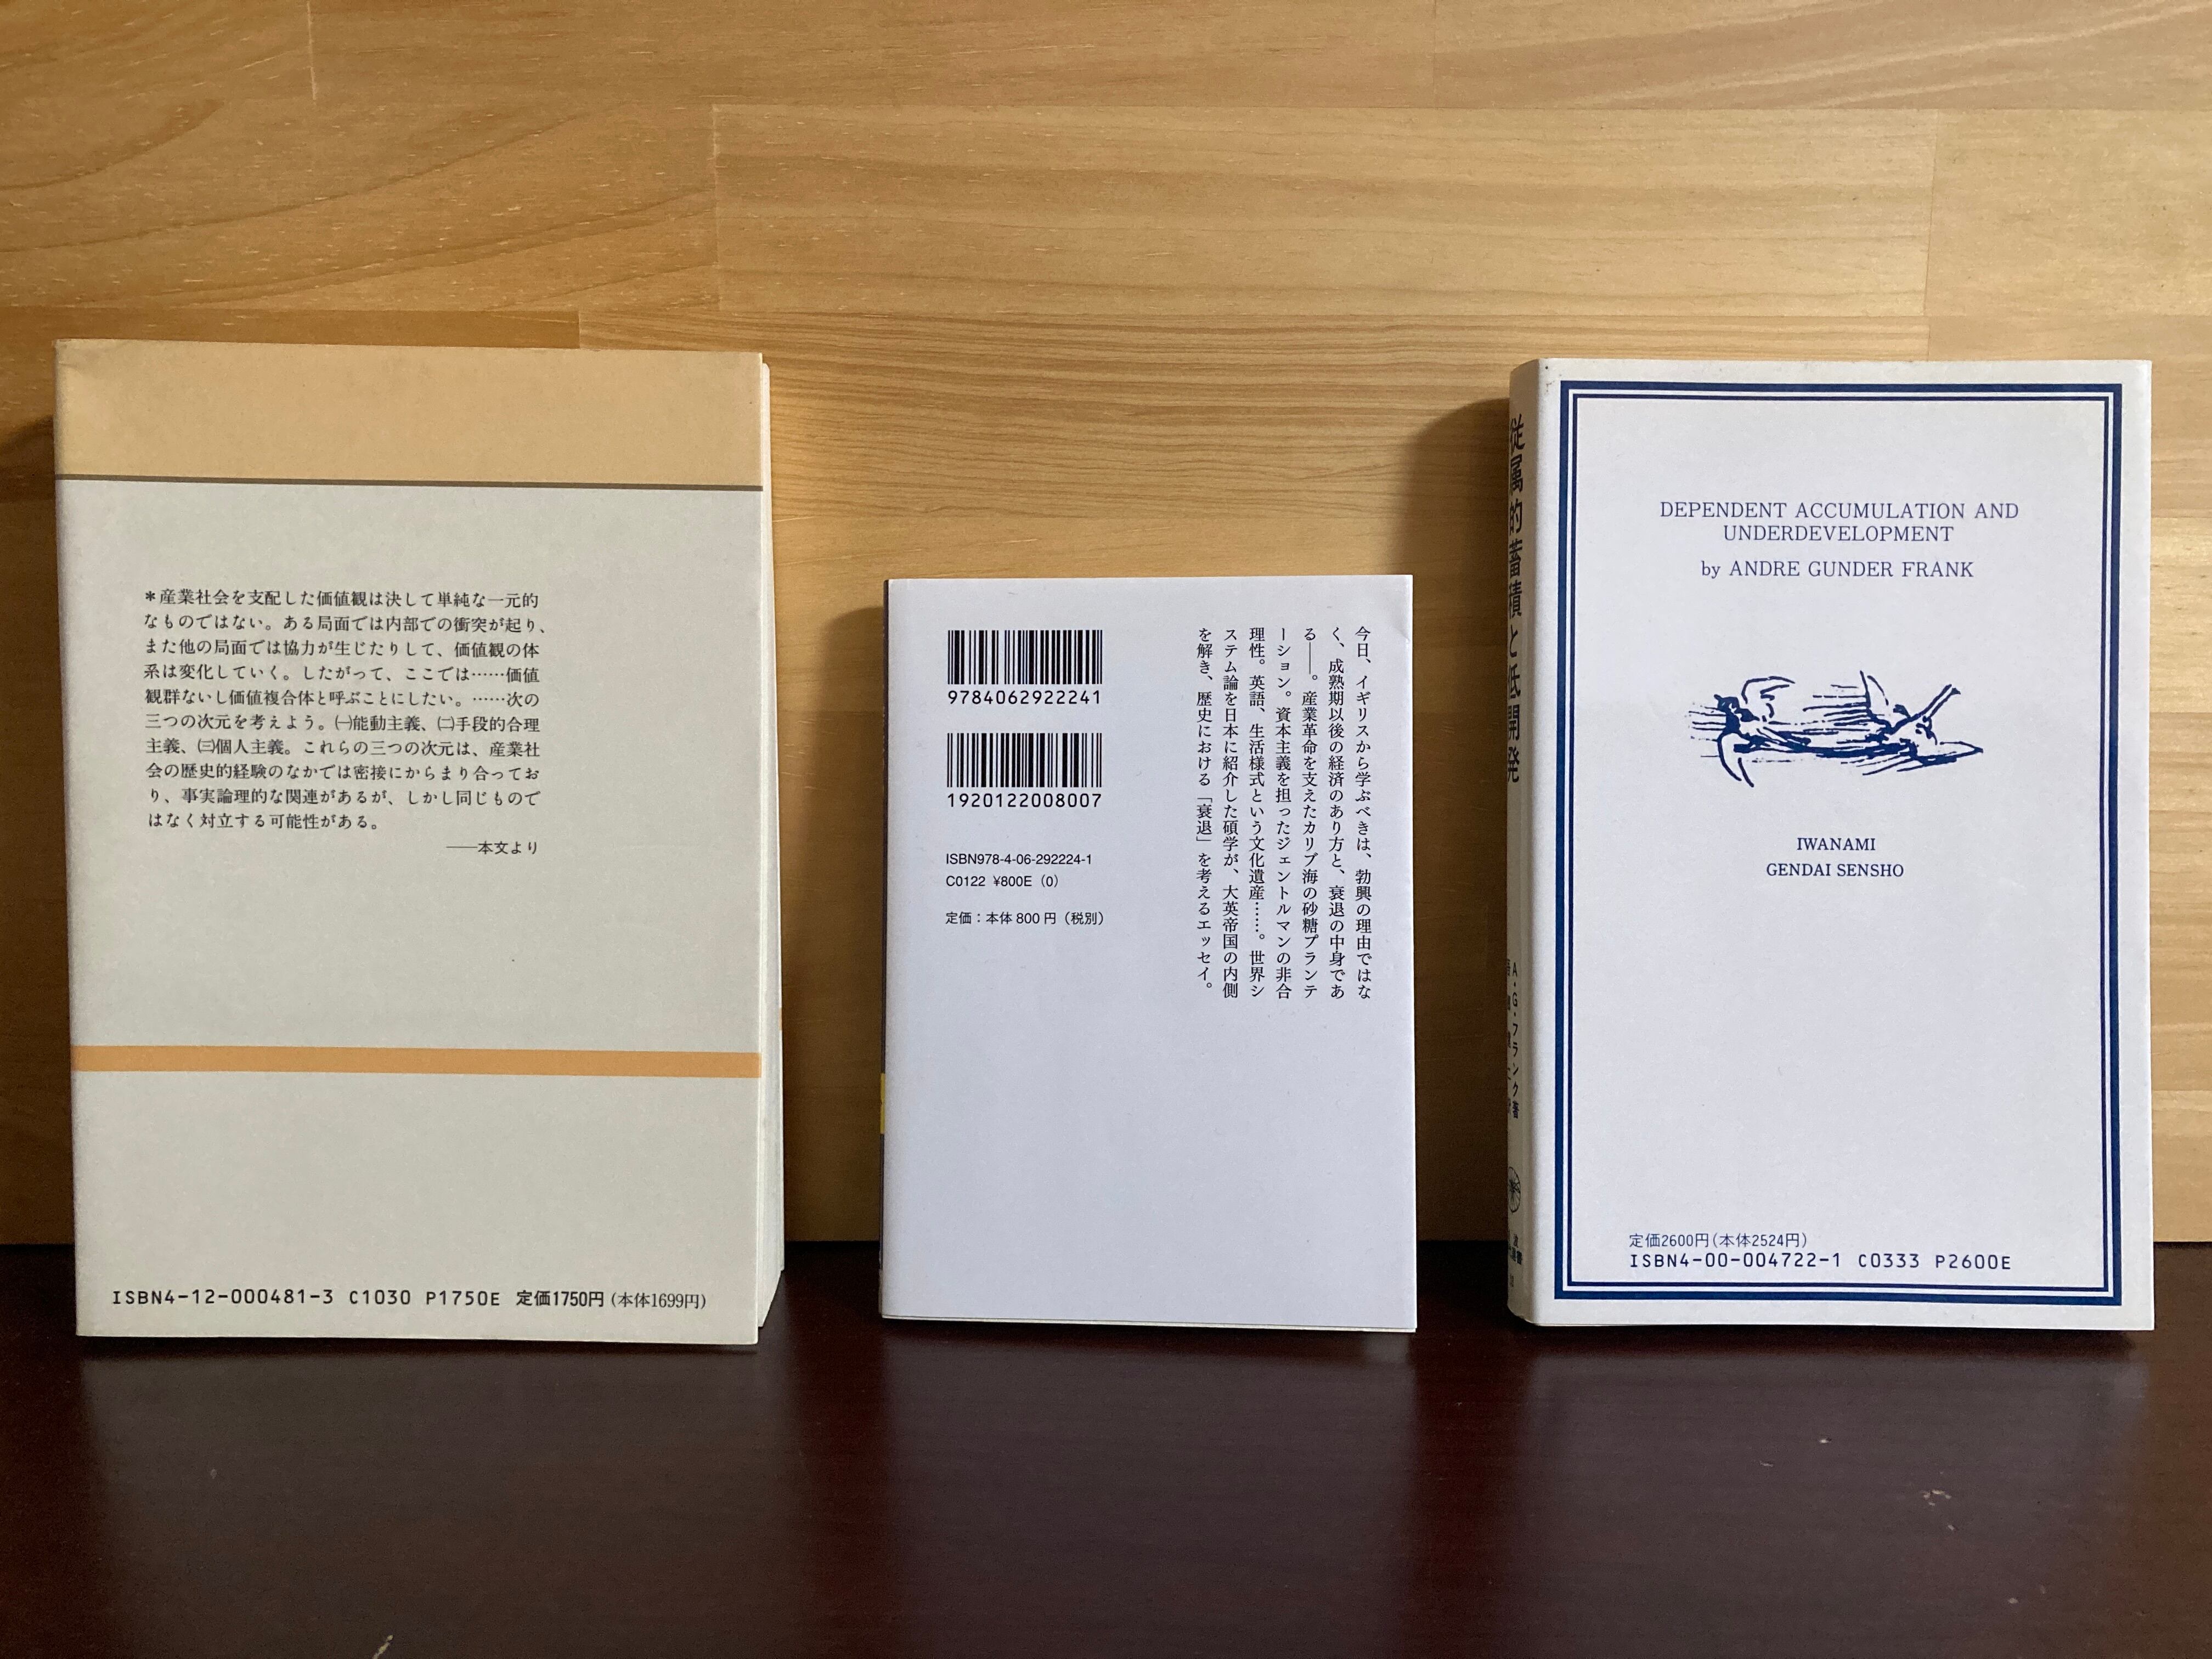 ＊産業社会を支配した価値観は決して単純な一元的
なものではない。ある局面では内部での衝突が起り、
また他の局面では協力が生じたりして、価値観の体
系は変化していく。したがって、ここでは……価値
観群ないし価値複合体と呼ぶことにしたい。……次の
三つの次元を考えよう。㈠能動主義、㈡手段的合理
主義、㈢個人主義。これらの三つの次元は、産業社
会の歴史的経験のなかでは密接にからまり合ってお
り、事実論理的な関連があるが、しかし同じもので
はなく対立する可能性がある。
──本文より
ISBN4-12-000481-3 C1030 P1750E 定価1750円(本体1699円)
9784062922241
1920122008007
ISBN978-4-06-292224-1
C0122 ¥800E (0)
定価：本体800円（税別）
今日、イギリスから学ぶべきは、勃興の理由ではな
く、成熟期以後の経済のあり方と、衰退の中身であ
る──。産業革命を支えたカリブ海の砂糖プランテ
ーション。資本主義を担ったジェントルマンの非合
理性。英語、生活様式という文化遺産……。世界シ
ステム論を日本に紹介した碩学が、大英帝国の内側
を解き、歴史における「衰退」を考えるエッセイ。
従属的蓄積と低開発
A・G・フランク著
DEPENDENT ACCUMULATION AND
UNDERDEVELOPMENT
by ANDRE GUNDER FRANK
IWANAMI
GENDAI SENSHO
定価2600円(本体2524円)
ISBN4-00-004722-1 C0333 P2600E